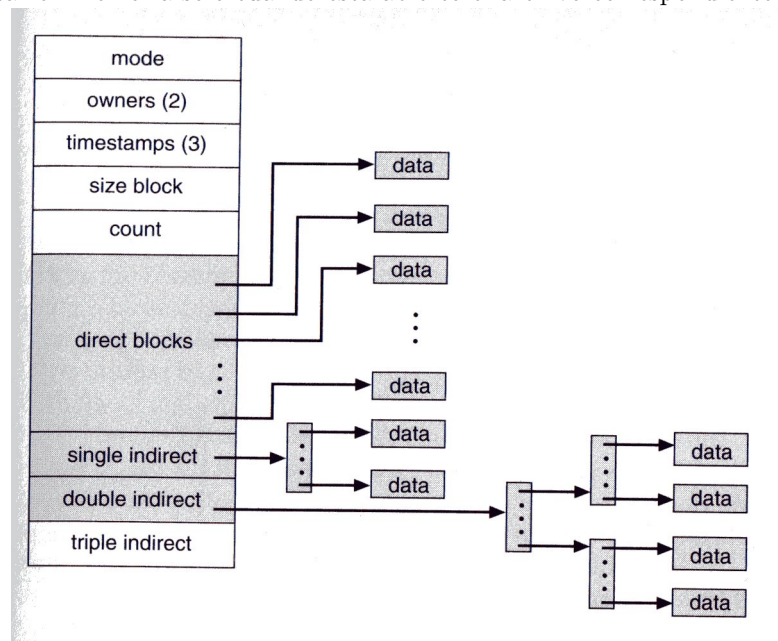 mode
owners (2)
timestamps (3)
size block
count
direct blocks
single indirect
double indirect
triple indirect
data
data
data
data
data
data
data
data
data
data